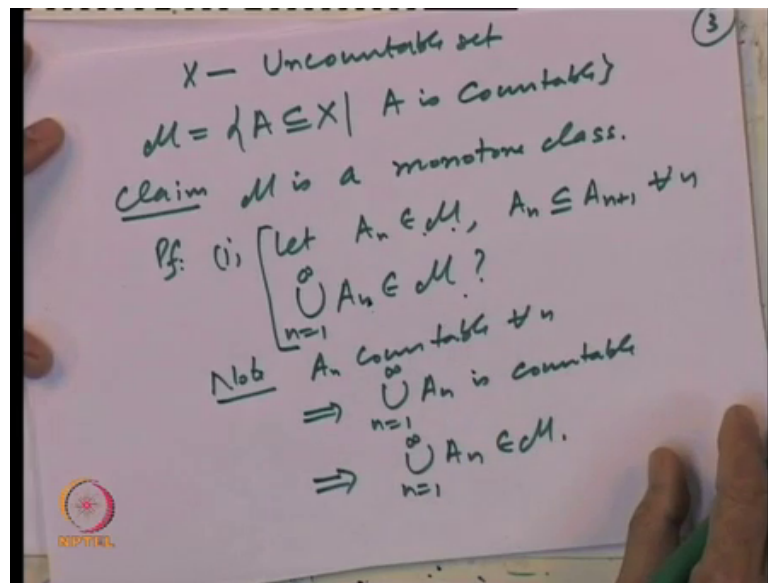 3
X — Uncountable set
M = {A ⊆ X | A is Countable}
Claim M is a monotone class.
Pf: (i) [Let Aₙ ∈ M, Aₙ ⊆ Aₙ₊₁ ∀ n
⋃_{n=1}^{∞} Aₙ ∈ M ?
Note Aₙ countable ∀ n
⟹ ⋃_{n=1}^{∞} Aₙ is countable
⟹ ⋃_{n=1}^{∞} Aₙ ∈ M.
NPTEL